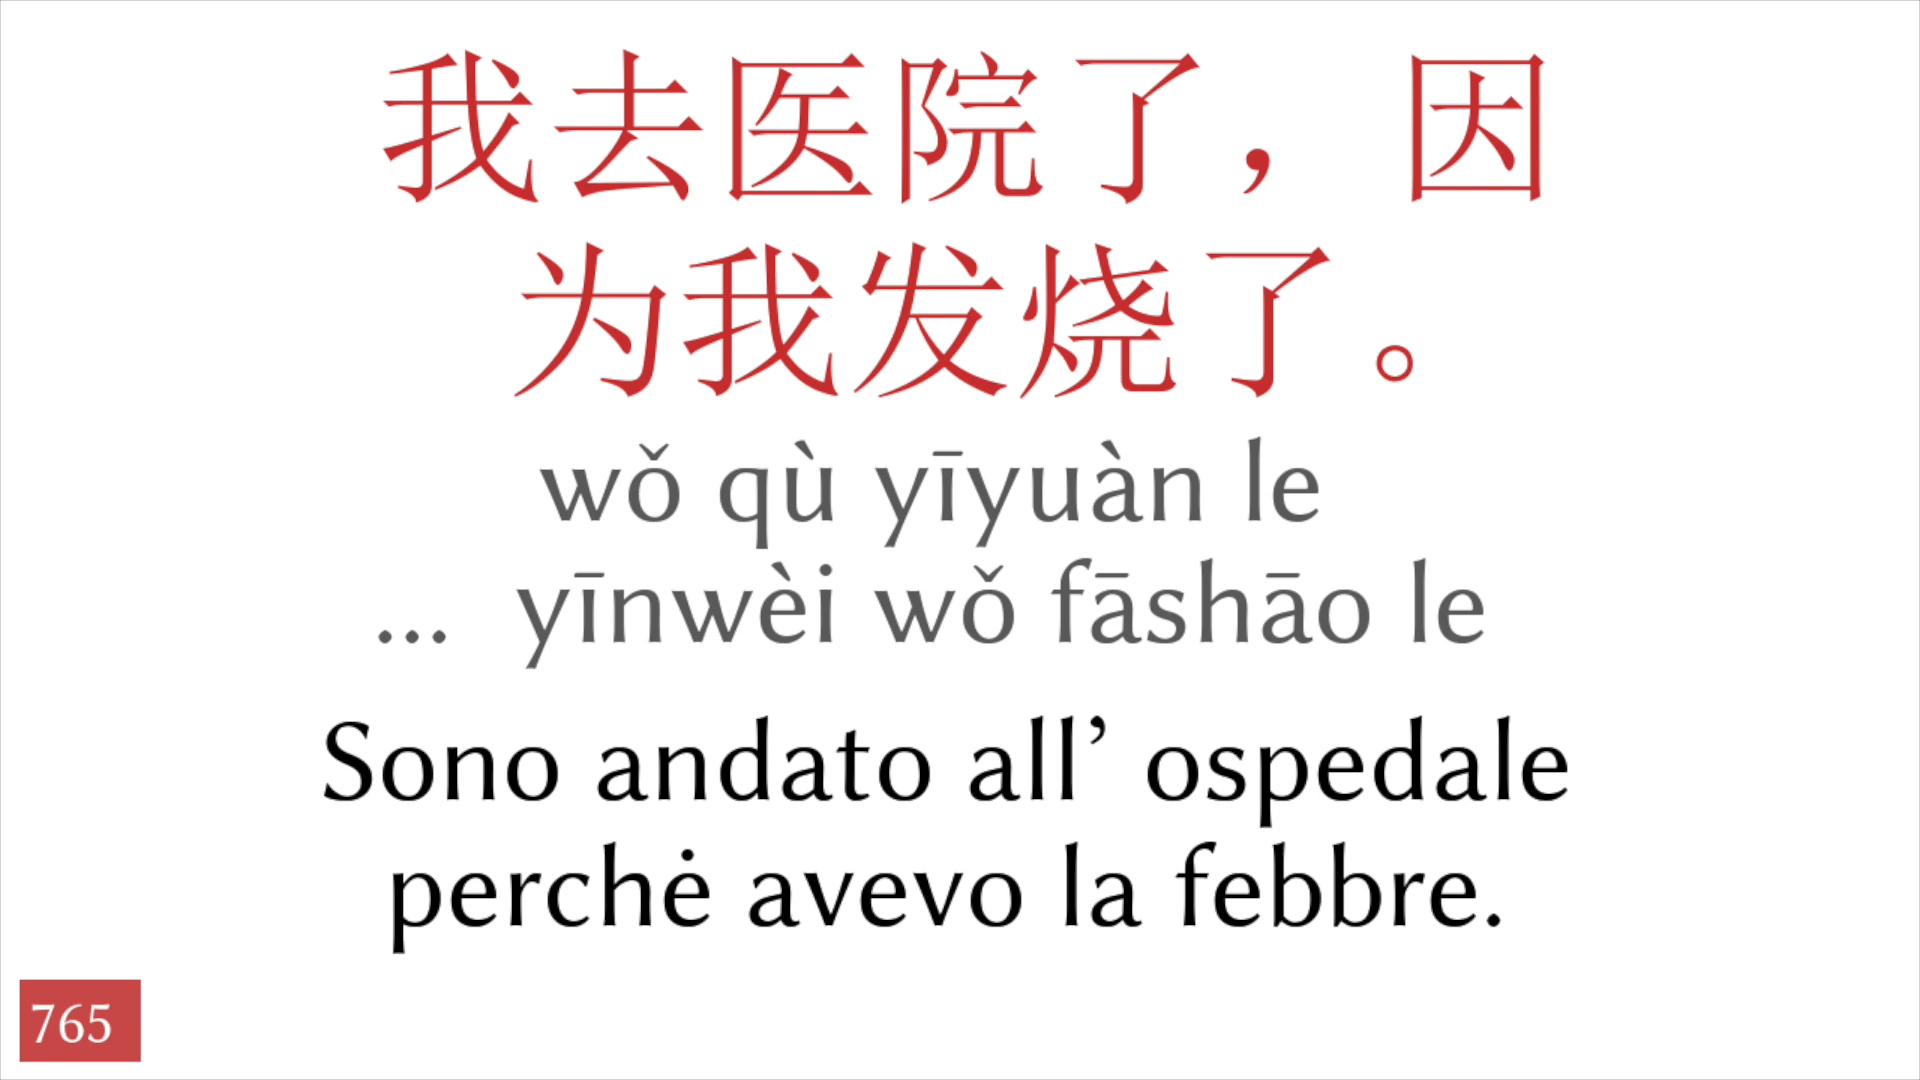 我去医院了，因
为我发烧了。
wǒ qù yīyuàn le
... yīnwèi wǒ fāshāo le
Sono andato all’ ospedale
perchė avevo la febbre.
765